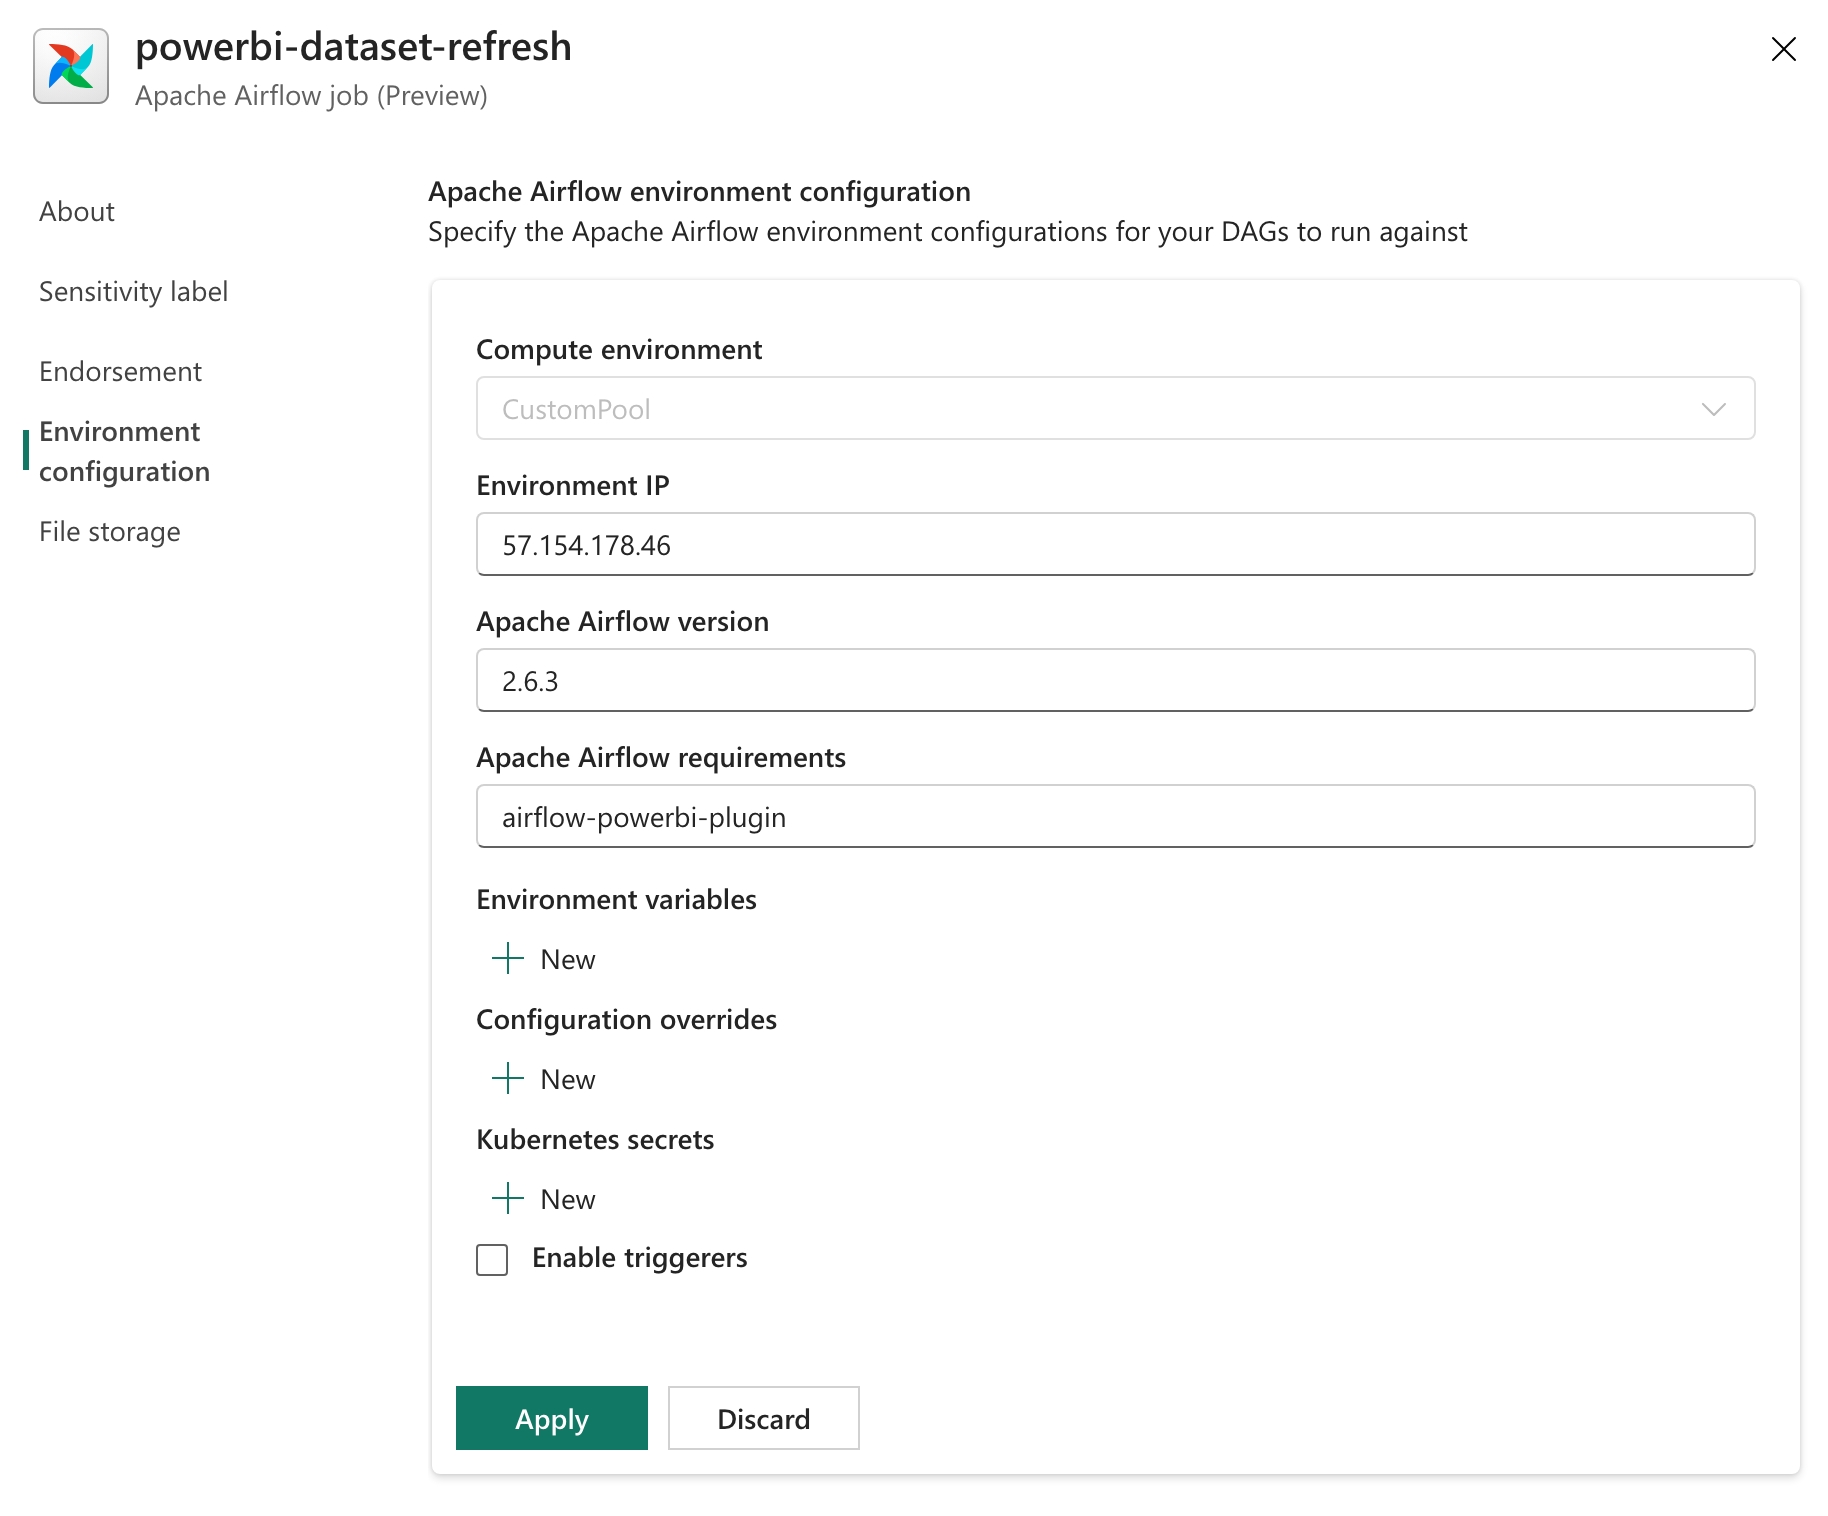 powerbi-dataset-refresh
Apache Airflow job (Preview)
About
Sensitivity label
Endorsement
Environment
configuration
File storage
Apache Airflow environment configuration
Specify the Apache Airflow environment configurations for your DAGs to run against
Compute environment
CustomPool
Environment IP
57.154.178.46
Apache Airflow version
2.6.3
Apache Airflow requirements
airflow-powerbi-plugin
Environment variables
New
Configuration overrides
New
Kubernetes secrets
New
Enable triggerers
Apply
Discard